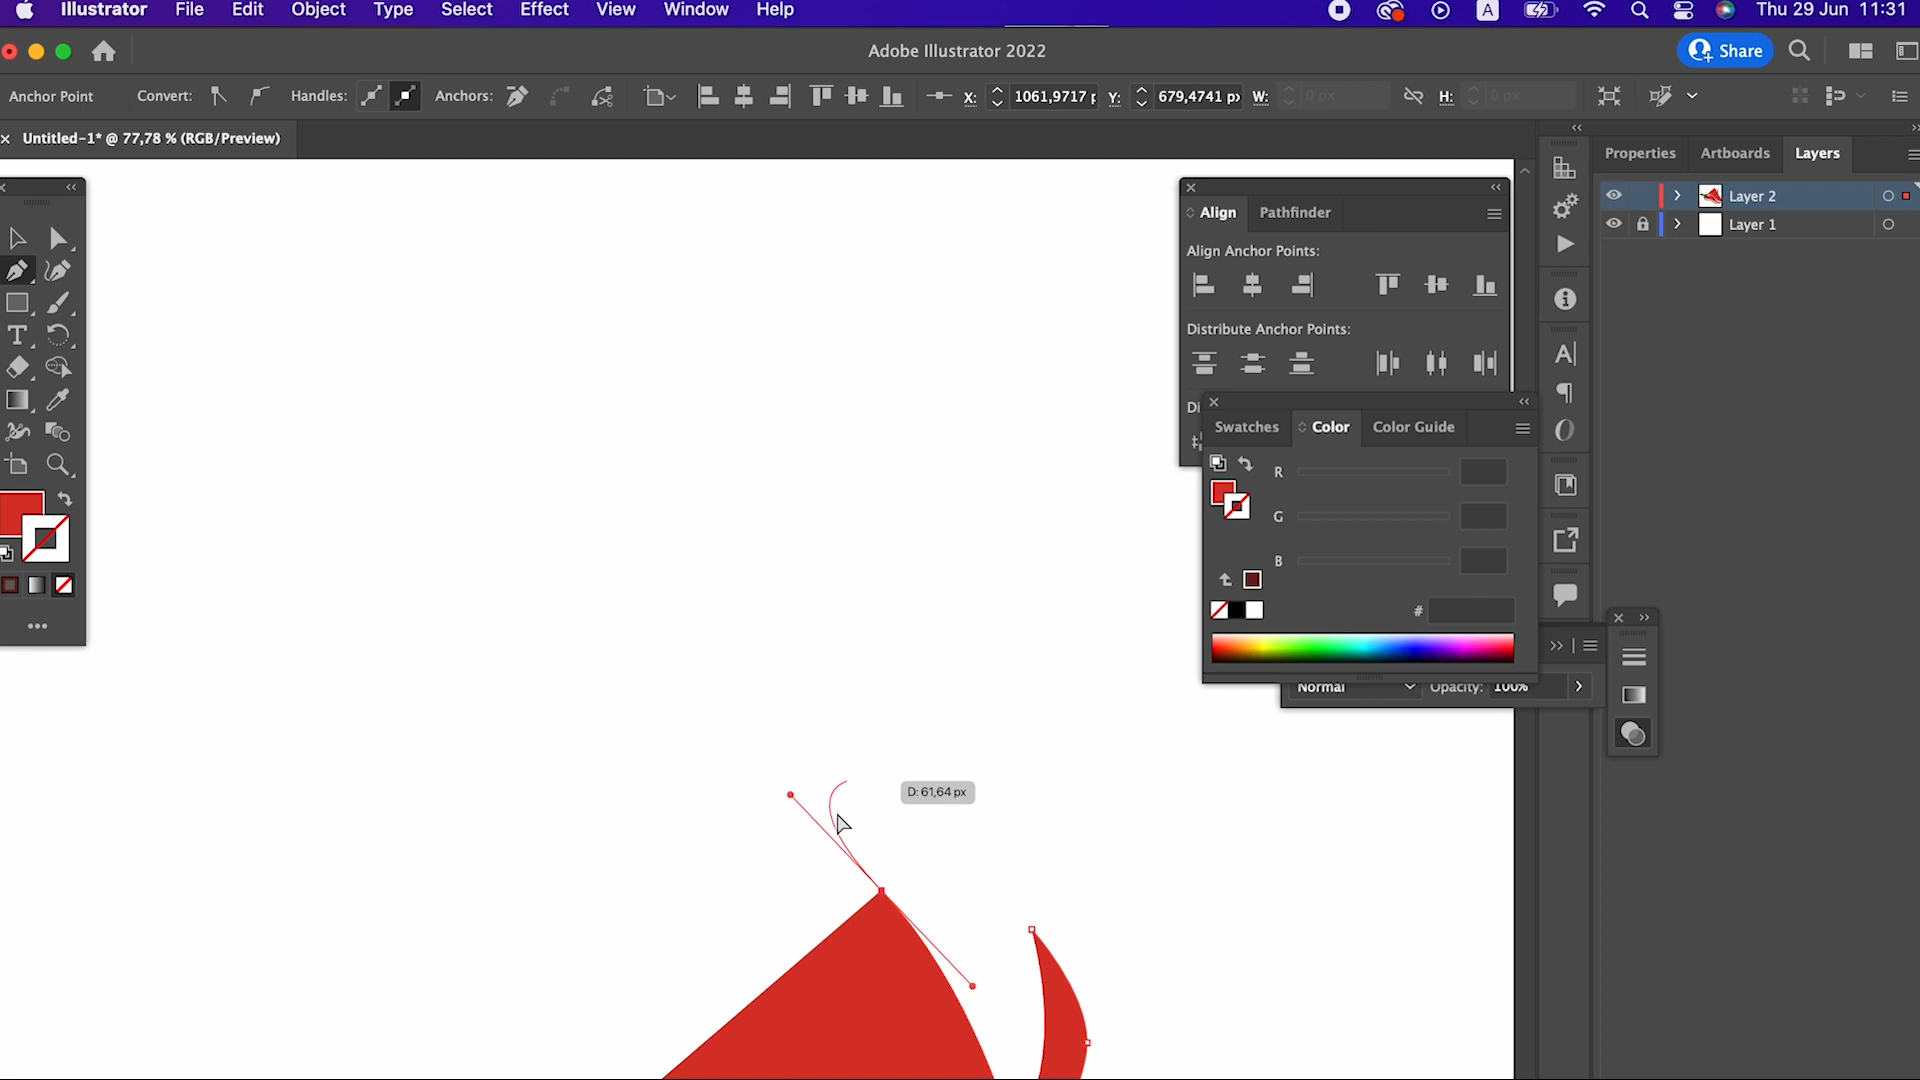 Illustrator File Edit Object Type Select Effect View Window Help
A
Thu 29 Jun 11:31
Adobe Illustrator 2022
Share
Anchor Point Convert: Handles: Anchors: X: 1061,9717 Y: 679,4741 px W: 0 px H: 0 px
Untitled-1* @ 77,78 % (RGB/Preview)
Properties Artboards Layers
Layer 2
Layer 1
Align Pathfinder
Align Anchor Points:
Distribute Anchor Points:
Di
Swatches Color Color Guide
R
G
B
#
Normal Opacity: 100%
D: 61,64 px